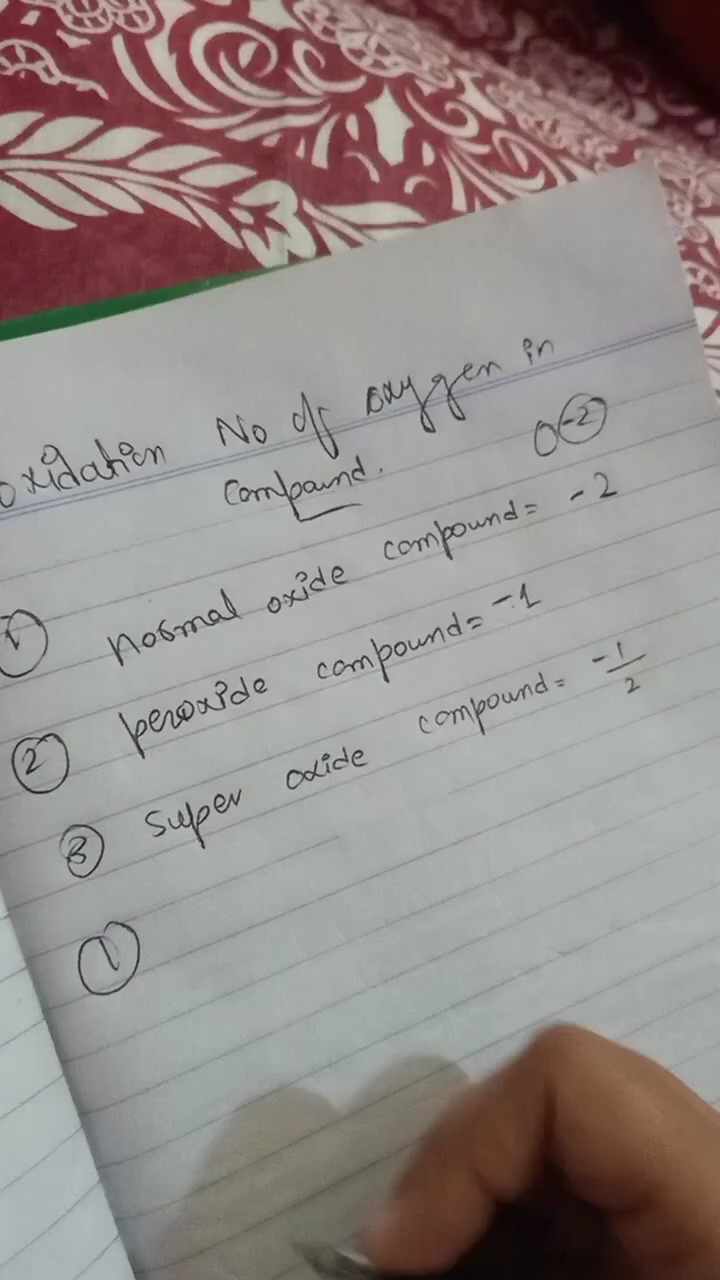 oxidation No of oxygen in
compound.
O -2
① normal oxide compound= -2
② peroxide compound= -1
③ super oxide compound= -1/2
①